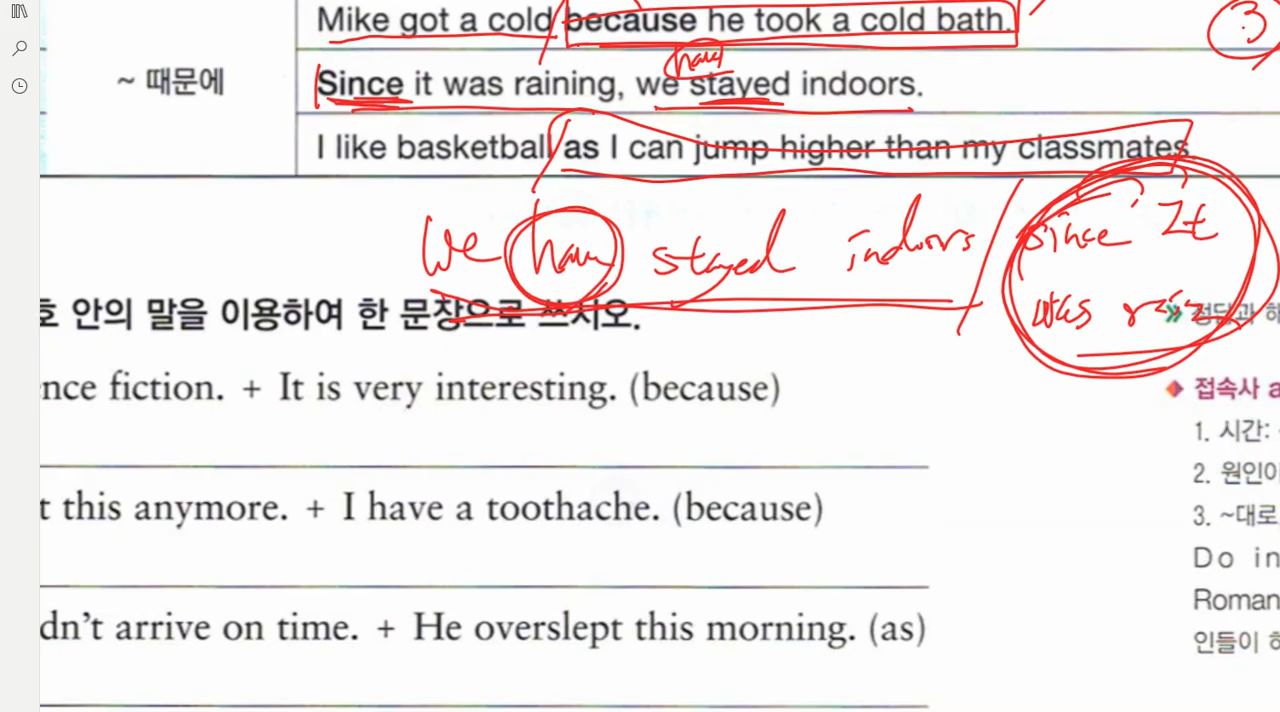 Mike got a cold because he took a cold bath.
3
have
~ 때문에
Since it was raining, we stayed indoors.
I like basketball as I can jump higher than my classmates.
We have stayed indoors / since It
was
호 안의 말을 이용하여 한 문장으로 쓰시오.
정답과 해
nce fiction. + It is very interesting. (because)
접속사 a
1. 시간:
2. 원인이
t this anymore. + I have a toothache. (because)
3. ~대로
Do in
Roman
dn't arrive on time. + He overslept this morning. (as)
인들이 하